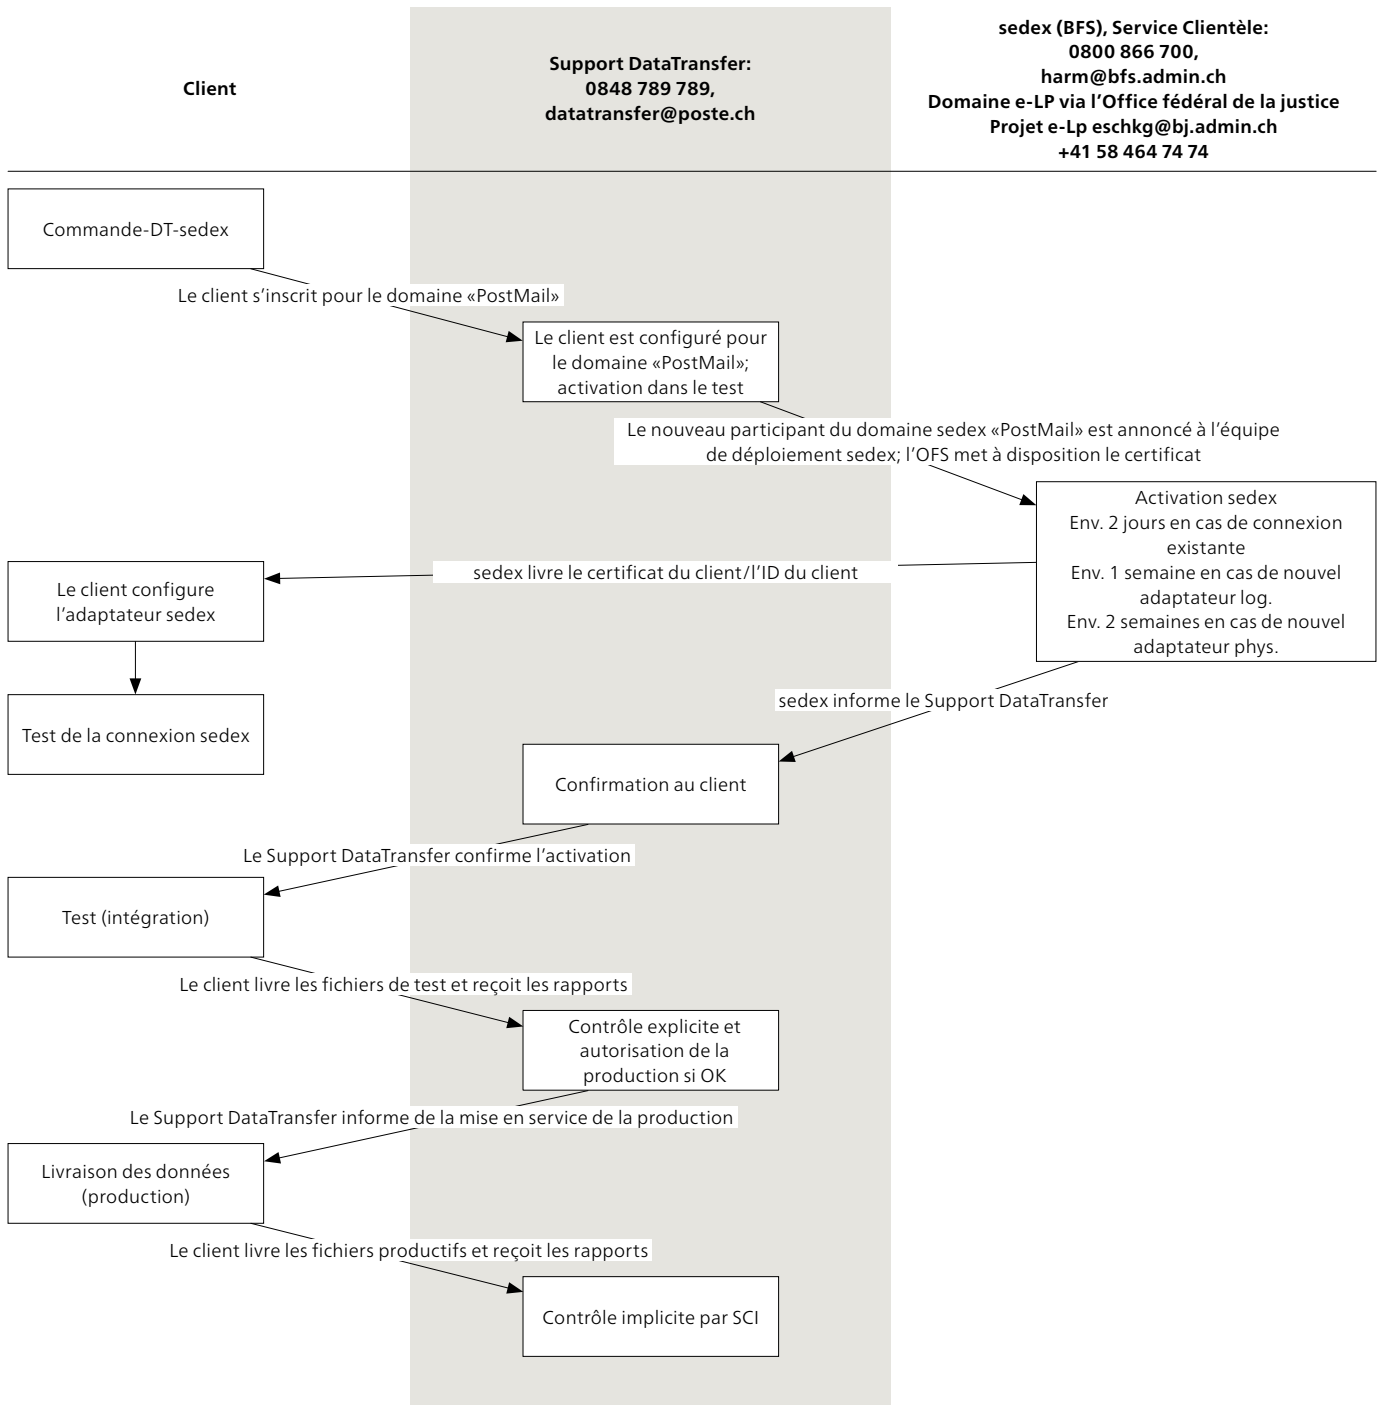 Client
Support DataTransfer:
0848 789 789,
datatransfer@poste.ch
sedex (BFS), Service Clientèle:
0800 866 700,
harm@bfs.admin.ch
Domaine e-LP via l’Office fédéral de la justice
Projet e-Lp eschkg@bj.admin.ch
+41 58 464 74 74
Commande-DT-sedex
Le client s’inscrit pour le domaine «PostMail»
Le client est configuré pour
le domaine «PostMail»;
activation dans le test
Le nouveau participant du domaine sedex «PostMail» est annoncé à l’équipe
de déploiement sedex; l’OFS met à disposition le certificat
Activation sedex
Env. 2 jours en cas de connexion
existante
Env. 1 semaine en cas de nouvel
adaptateur log.
Env. 2 semaines en cas de nouvel
adaptateur phys.
sedex livre le certificat du client/l’ID du client
Le client configure
l’adaptateur sedex
Test de la connexion sedex
sedex informe le Support DataTransfer
Confirmation au client
Le Support DataTransfer confirme l’activation
Test (intégration)
Le client livre les fichiers de test et reçoit les rapports
Contrôle explicite et
autorisation de la
production si OK
Le Support DataTransfer informe de la mise en service de la production
Livraison des données
(production)
Le client livre les fichiers productifs et reçoit les rapports
Contrôle implicite par SCI